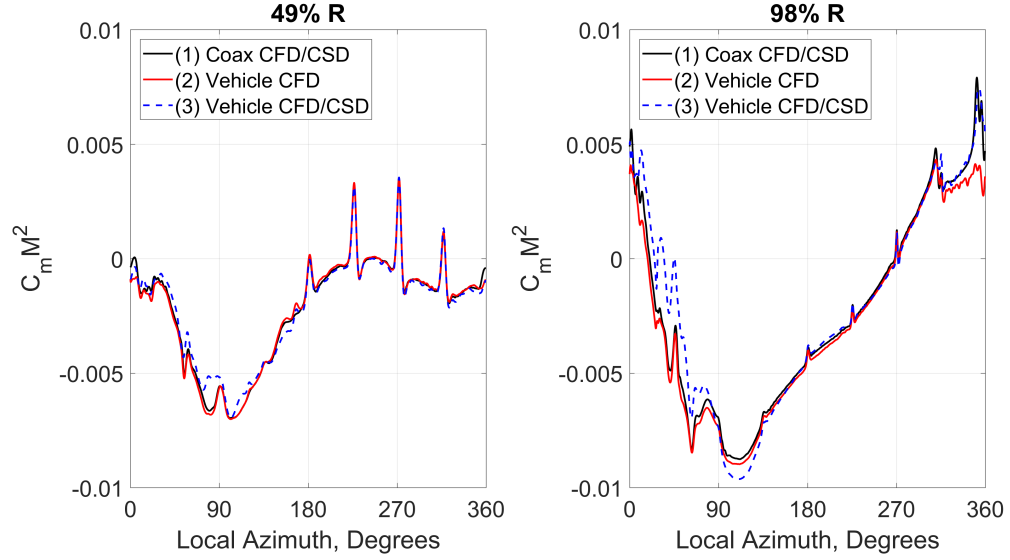 49% R
0.01
0.005
0
-0.005
-0.01
C_m M^2
(1) Coax CFD/CSD
(2) Vehicle CFD
(3) Vehicle CFD/CSD
0 90 180 270 360
Local Azimuth, Degrees
98% R
0.01
0.005
0
-0.005
-0.01
C_m M^2
(1) Coax CFD/CSD
(2) Vehicle CFD
(3) Vehicle CFD/CSD
0 90 180 270 360
Local Azimuth, Degrees